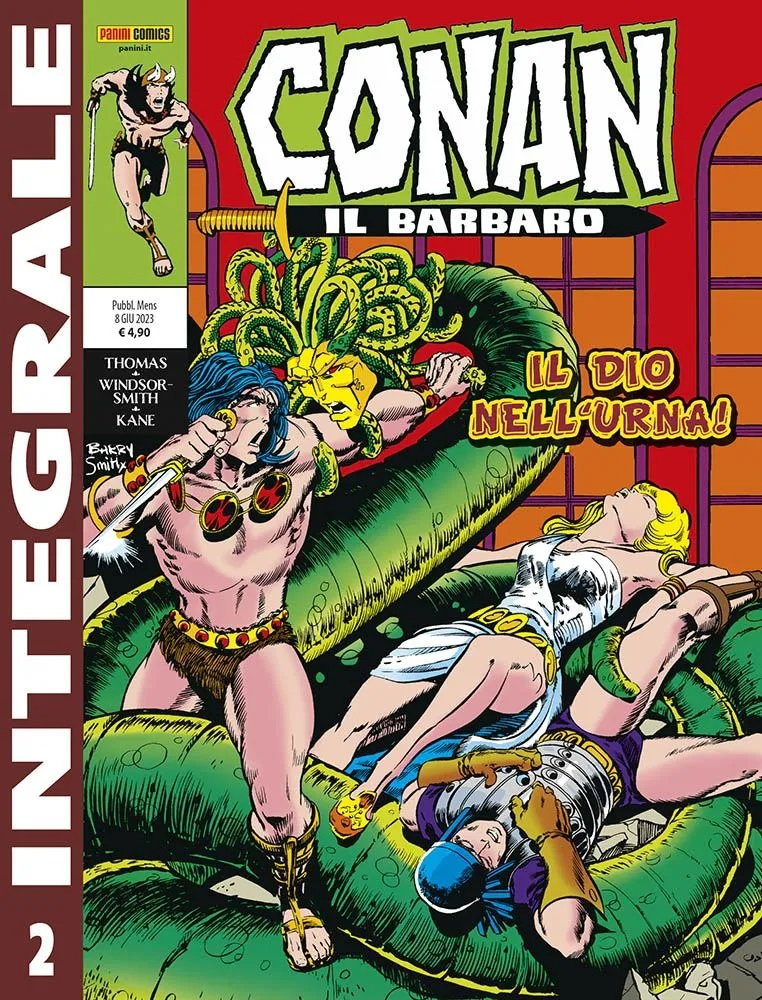 INTEGRALE
2
PANINI COMICS
panini.it
Pubbl. Mens
8 GIU 2023
€ 4,90
THOMAS
WINDSOR-
SMITH
KANE
CONAN
IL BARBARO
BARRY
SMITH
IL DIO
NELL'URNA!